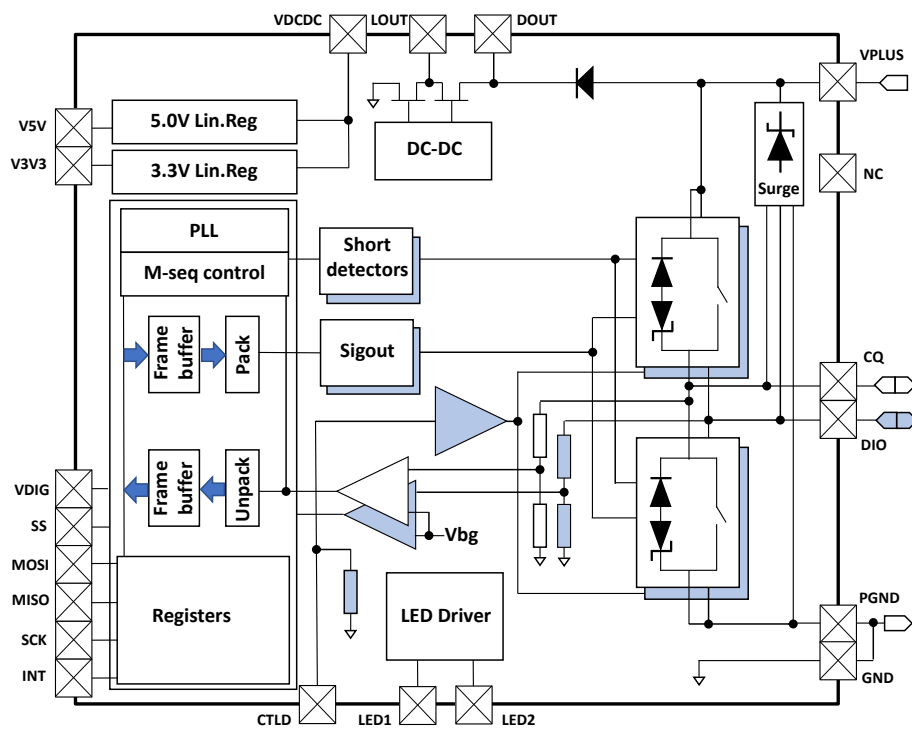 VDCDC
LOUT
DOUT
VPLUS
V5V
5.0V Lin.Reg
V3V3
3.3V Lin.Reg
DC-DC
Surge
NC
PLL
M-seq control
Short
detectors
Frame
buffer
Pack
Sigout
CQ
DIO
VDIG
Frame
buffer
Unpack
Vbg
SS
MOSI
MISO
SCK
INT
Registers
LED Driver
PGND
GND
CTLD
LED1
LED2